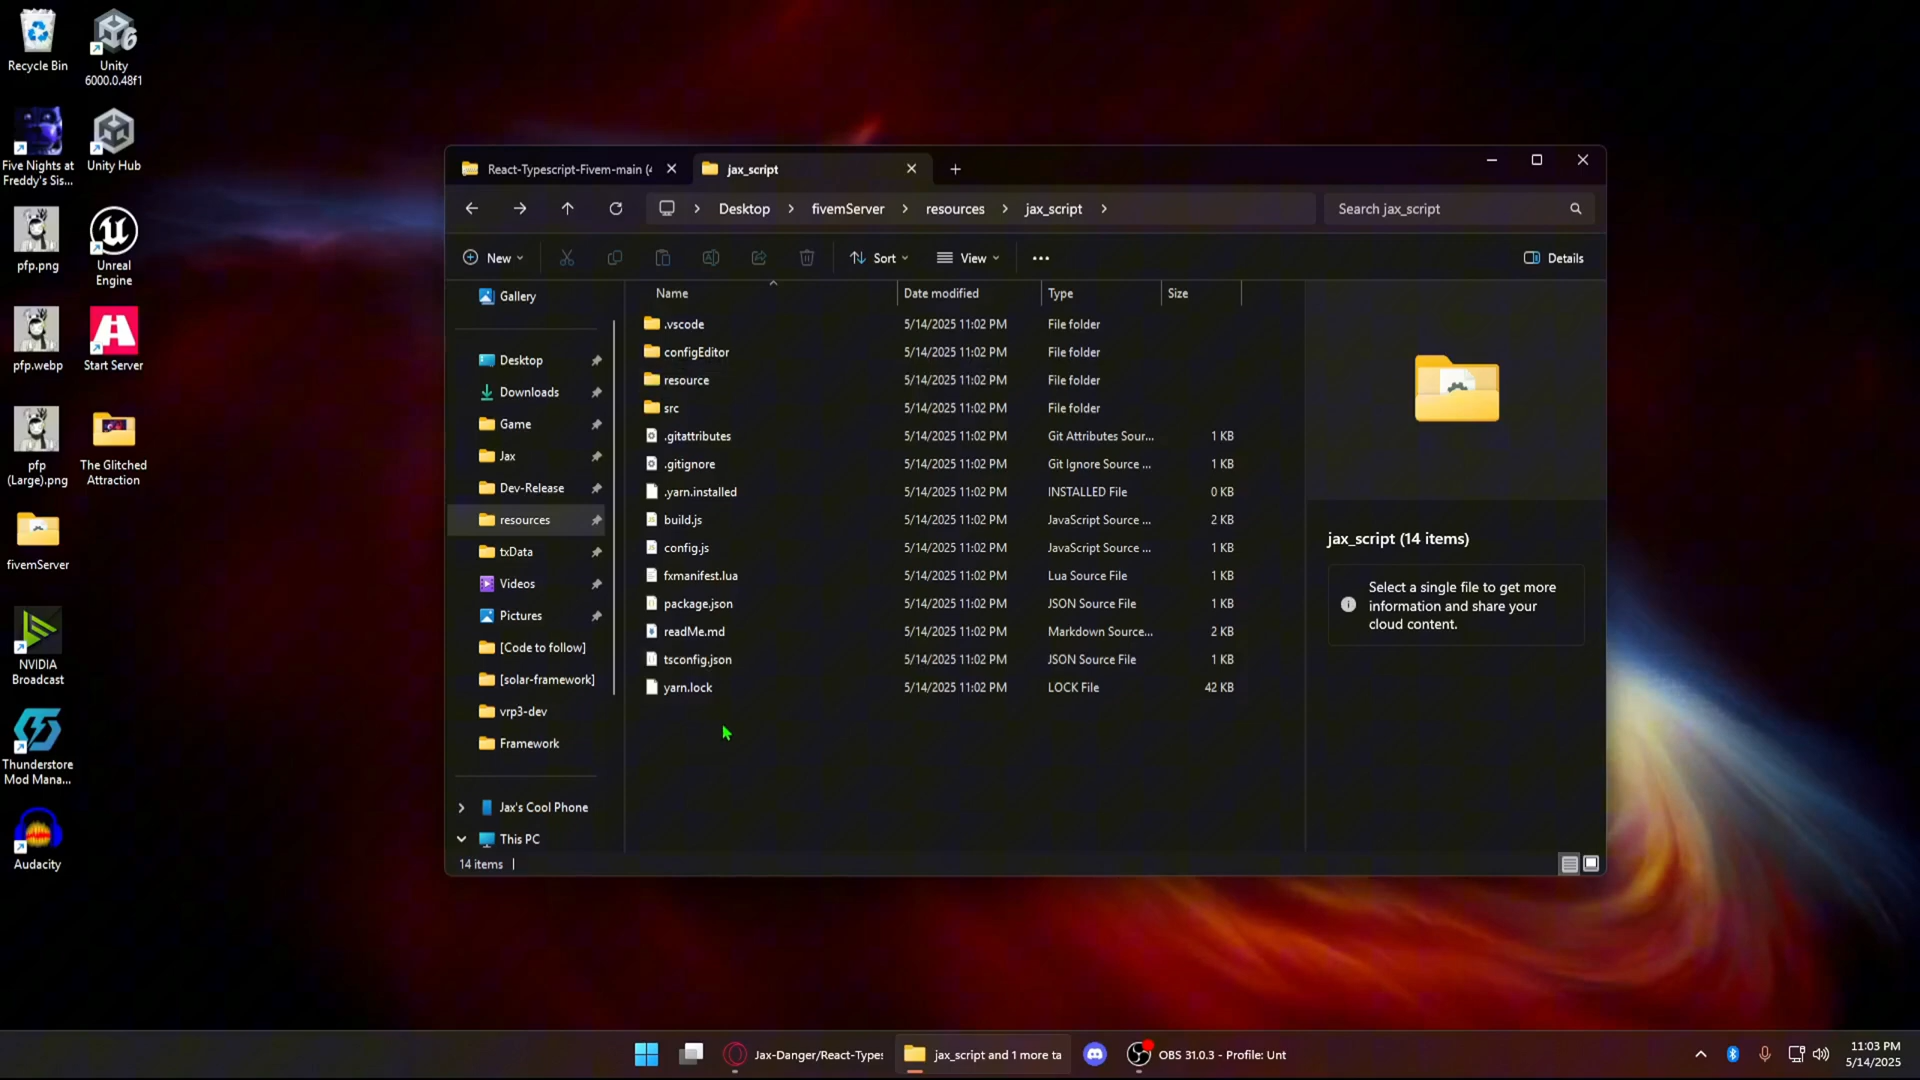 Recycle Bin
Unity
6000.0.48f1
Five Nights at
Freddy's Sis...
Unity Hub
pfp.png
Unreal
Engine
pfp.webp
Start Server
pfp
(Large).png
The Glitched
Attraction
fivemServer
NVIDIA
Broadcast
Thunderstore
Mod Mana...
Audacity
React-Typescript-Fivem-main (
jax_script
Desktop
fivemServer
resources
jax_script
Search jax_script
New
Sort
View
Details
Gallery
Desktop
Downloads
Game
Jax
Dev-Release
resources
txData
Videos
Pictures
[Code to follow]
[solar-framework]
vrp3-dev
Framework
Jax's Cool Phone
This PC
Name Date modified Type Size
.vscode 5/14/2025 11:02 PM File folder
configEditor 5/14/2025 11:02 PM File folder
resource 5/14/2025 11:02 PM File folder
src 5/14/2025 11:02 PM File folder
.gitattributes 5/14/2025 11:02 PM Git Attributes Sour... 1 KB
.gitignore 5/14/2025 11:02 PM Git Ignore Source ... 1 KB
.yarn.installed 5/14/2025 11:02 PM INSTALLED File 0 KB
build.js 5/14/2025 11:02 PM JavaScript Source ... 2 KB
config.js 5/14/2025 11:02 PM JavaScript Source ... 1 KB
fxmanifest.lua 5/14/2025 11:02 PM Lua Source File 1 KB
package.json 5/14/2025 11:02 PM JSON Source File 1 KB
readMe.md 5/14/2025 11:02 PM Markdown Source... 2 KB
tsconfig.json 5/14/2025 11:02 PM JSON Source File 1 KB
yarn.lock 5/14/2025 11:02 PM LOCK File 42 KB
jax_script (14 items)
Select a single file to get more
information and share your
cloud content.
14 items
Jax-Danger/React-Types
jax_script and 1 more ta
OBS 31.0.3 - Profile: Unt
11:03 PM
5/14/2025